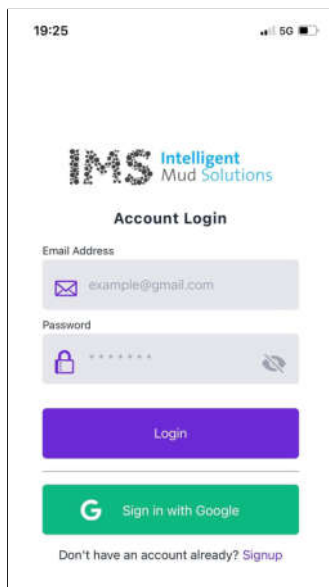 19:25 5G
IMS Intelligent
Mud Solutions
Account Login
Email Address
example@gmail.com
Password
*******
Login
G Sign in with Google
Don't have an account already? Signup